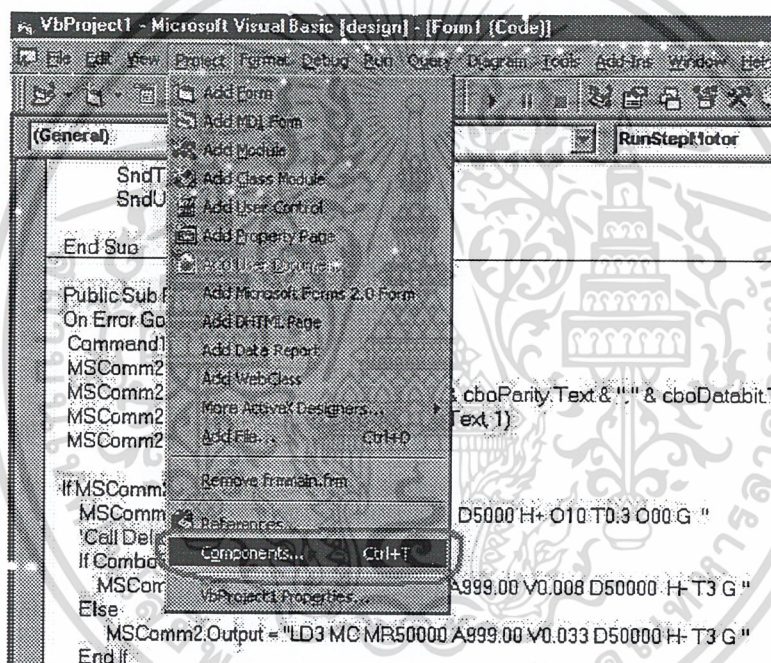 VbProject1 - Microsoft Visual Basic [design] - [Form1 (Code)]
File Edit View Project Format Debug Run Query Diagram Tools Add-Ins Window Help
(General) RunStepMotor
Add Form
Add MDI Form
Add Module
Add Class Module
Add User Control
Add Property Page
Add User Document
Add Microsoft Forms 2.0 Form
Add DHTML Page
Add Data Report
Add WebClass
More ActiveX Designers...
Add File... Ctrl+D
Remove frmmain.frm
References...
Components... Ctrl+T
VbProject1 Properties...
SndT
SndU
End Sub
Public Sub
On Error Go
Command1
MSComm2
MSComm2 & cboParity.Text & "," & cboDatabit.T
MSComm2 Text, 1)
MSComm2
If MSComm
MSComm D5000 H+ O10 T0.3 O00 G "
'Call Del
If Combo
MSCom A999.00 V0.008 D50000 H- T3 G "
Else
MSComm2.Output = "LD3 MC MR50000 A999.00 V0.033 D50000 H- T3 G "
End If